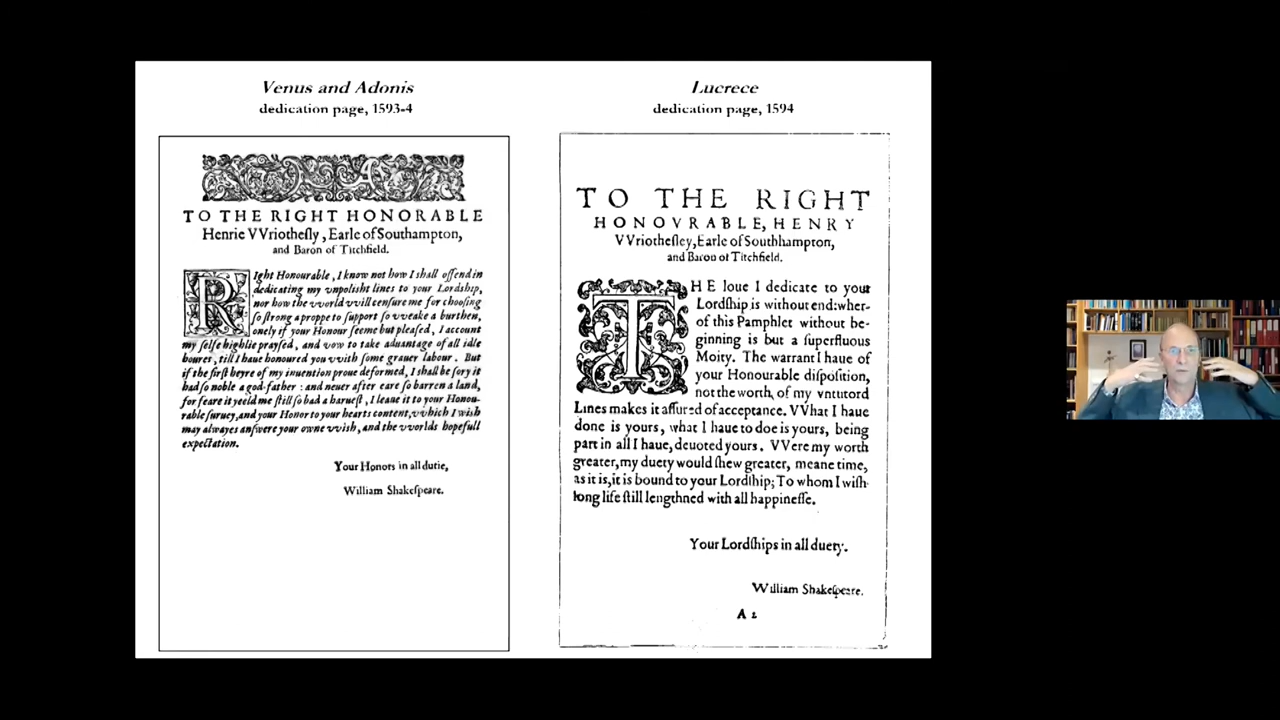 Venus and Adonis
dedication page, 1593-4
TO THE RIGHT HONORABLE
Henrie VVriotheſly, Earle of Southampton,
and Baron of Titchfield.
Right Honourable, I know not how I shall offend in
dedicating my vnpolisht lines to your Lordship,
nor how the vvorld vvill censure me for choosing
so strong a proppe to support so vveake a burthen,
onely if your Honour seeme but pleased, I account
my selfe highlie praysed, and vow to take aduantage of all idle
houres, till I haue honoured you vvith some grauer labour. But
if the first heyre of my inuention proue deformed, I shall be sory it
had so noble a god-father: and neuer after eare so barren a land,
for feare it yeeld me still so bad a haruest, I leaue it to your Honou-
rable suruey, and your Honor to your hearts content, vvhich I wish
may alwayes answere your owne vvish, and the vvorlds hopefull
expectation.
Your Honors in all dutie,
William Shakeſpeare.
Lucrece
dedication page, 1594
TO THE RIGHT
HONOVRABLE, HENRY
VVriotheſley, Earle of Southhampton,
and Baron of Titchfield.
THE loue I dedicate to your
Lordſhip is without end: wher-
of this Pamphlet without be-
ginning is but a ſuperfluous
Moity. The warrant I haue of
your Honourable diſpoſition,
not the worth of my vntutord
Lines makes it aſſured of acceptance. VVhat I haue
done is yours, what I haue to doe is yours, being
part in all I haue, deuoted yours. VVere my worth
greater, my duety would ſhew greater, meane time,
as it is, it is bound to your Lordſhip; To whom I wiſh
long life ſtill lengthned with all happineſſe.
Your Lordſhips in all duety.
William Shakeſpeare.
A 2